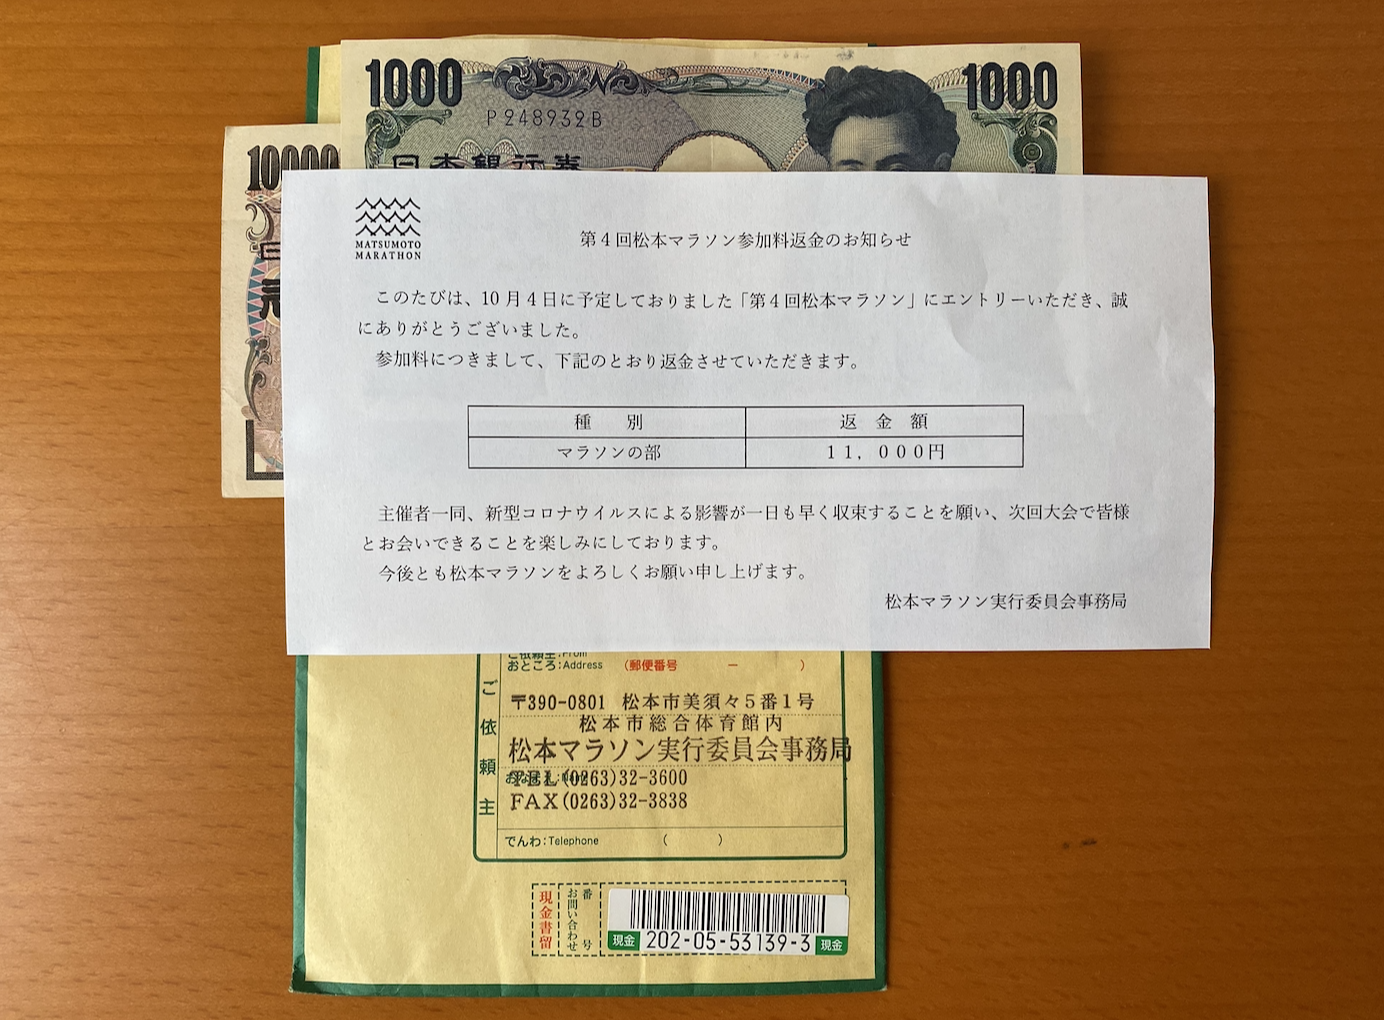 1000
1000
P248932B
日本銀行券
10000
MATSUMOTO
MARATHON
第4回松本マラソン参加料返金のお知らせ
このたびは、10月4日に予定しておりました「第4回松本マラソン」にエントリーいただき、誠
にありがとうございました。
参加料につきまして、下記のとおり返金させていただきます。
種 別 返 金 額
マラソンの部 11,000円
主催者一同、新型コロナウイルスによる影響が一日も早く収束することを願い、次回大会で皆様
とお会いできることを楽しみにしております。
今後とも松本マラソンをよろしくお願い申し上げます。
松本マラソン実行委員会事務局
ご依頼主:From
おところ:Address (郵便番号 - )
ご依頼主
〒390-0801 松本市美須々5番1号
松本市総合体育館内
松本マラソン実行委員会事務局
TEL(0263)32-3600
FAX(0263)32-3838
でんわ:Telephone ( )
現金書留
お問い合わせ
番号
現金 202-05-53139-3 現金